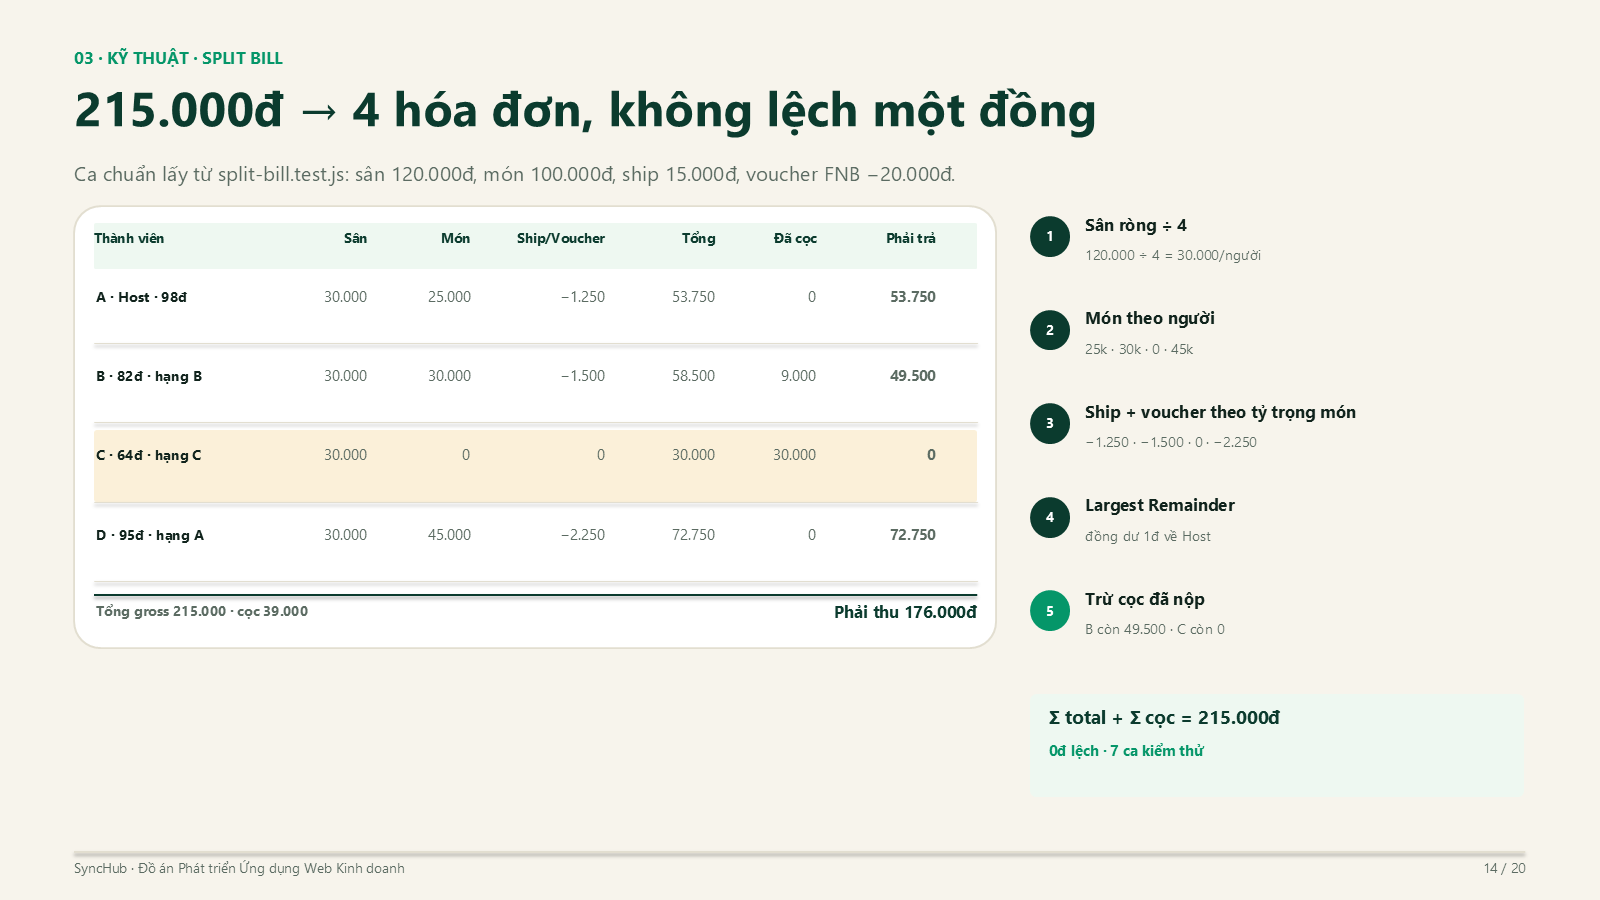 03 · KỸ THUẬT · SPLIT BILL
215.000đ → 4 hóa đơn, không lệch một đồng
Ca chuẩn lấy từ split-bill.test.js: sân 120.000đ, món 100.000đ, ship 15.000đ, voucher FNB −20.000đ.
Thành viên Sân Món Ship/Voucher Tổng Đã cọc Phải trả
A · Host · 98đ 30.000 25.000 −1.250 53.750 0 53.750
B · 82đ · hạng B 30.000 30.000 −1.500 58.500 9.000 49.500
C · 64đ · hạng C 30.000 0 0 30.000 30.000 0
D · 95đ · hạng A 30.000 45.000 −2.250 72.750 0 72.750
Tổng gross 215.000 · cọc 39.000 Phải thu 176.000đ
1 Sân ròng ÷ 4
120.000 ÷ 4 = 30.000/người
2 Món theo người
25k · 30k · 0 · 45k
3 Ship + voucher theo tỷ trọng món
−1.250 · −1.500 · 0 · −2.250
4 Largest Remainder
đồng dư 1đ về Host
5 Trừ cọc đã nộp
B còn 49.500 · C còn 0
Σ total + Σ cọc = 215.000đ
0đ lệch · 7 ca kiểm thử
SyncHub · Đồ án Phát triển Ứng dụng Web Kinh doanh 14 / 20